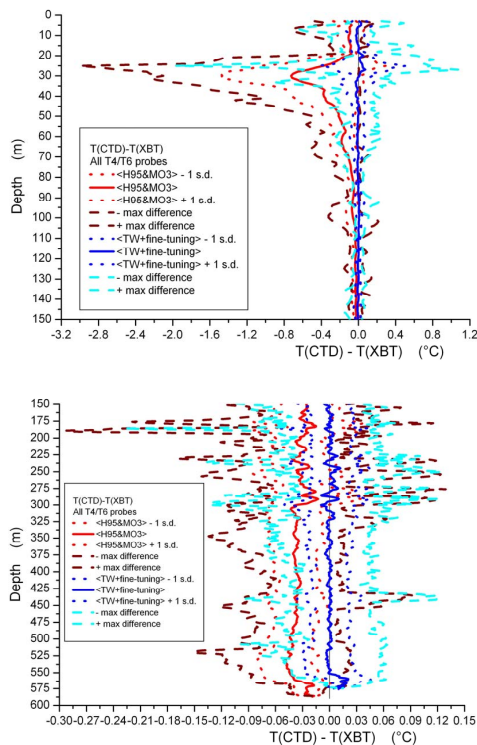 0
10
20
30
40
50
60
70
80
90
100
110
120
130
140
150
Depth (m)
T(CTD)-T(XBT)
All T4/T6 probes
<H95&MO3> - 1 s.d.
<H95&MO3>
<H95&MO3> + 1 s.d.
- max difference
+ max difference
<TW+fine-tuning> - 1 s.d.
<TW+fine-tuning>
<TW+fine-tuning> + 1 s.d.
- max difference
+ max difference
-3.2 -2.8 -2.4 -2.0 -1.6 -1.2 -0.8 -0.4 0.0 0.4 0.8 1.2
T(CTD) - T(XBT) (°C)
150
175
200
225
250
275
300
325
350
375
400
425
450
475
500
525
550
575
600
Depth (m)
T(CTD)-T(XBT)
All T4/T6 probes
<H95&MO3> - 1 s.d.
<H95&MO3>
<H95&MO3> + 1 s.d.
- max difference
+ max difference
<TW+fine-tuning> - 1 s.d.
<TW+fine-tuning>
<TW+fine-tuning> + 1 s.d.
- max difference
+ max difference
-0.30 -0.27 -0.24 -0.21 -0.18 -0.15 -0.12 -0.09 -0.06 -0.03 0.00 0.03 0.06 0.09 0.12 0.15
T(CTD) - T(XBT) (°C)